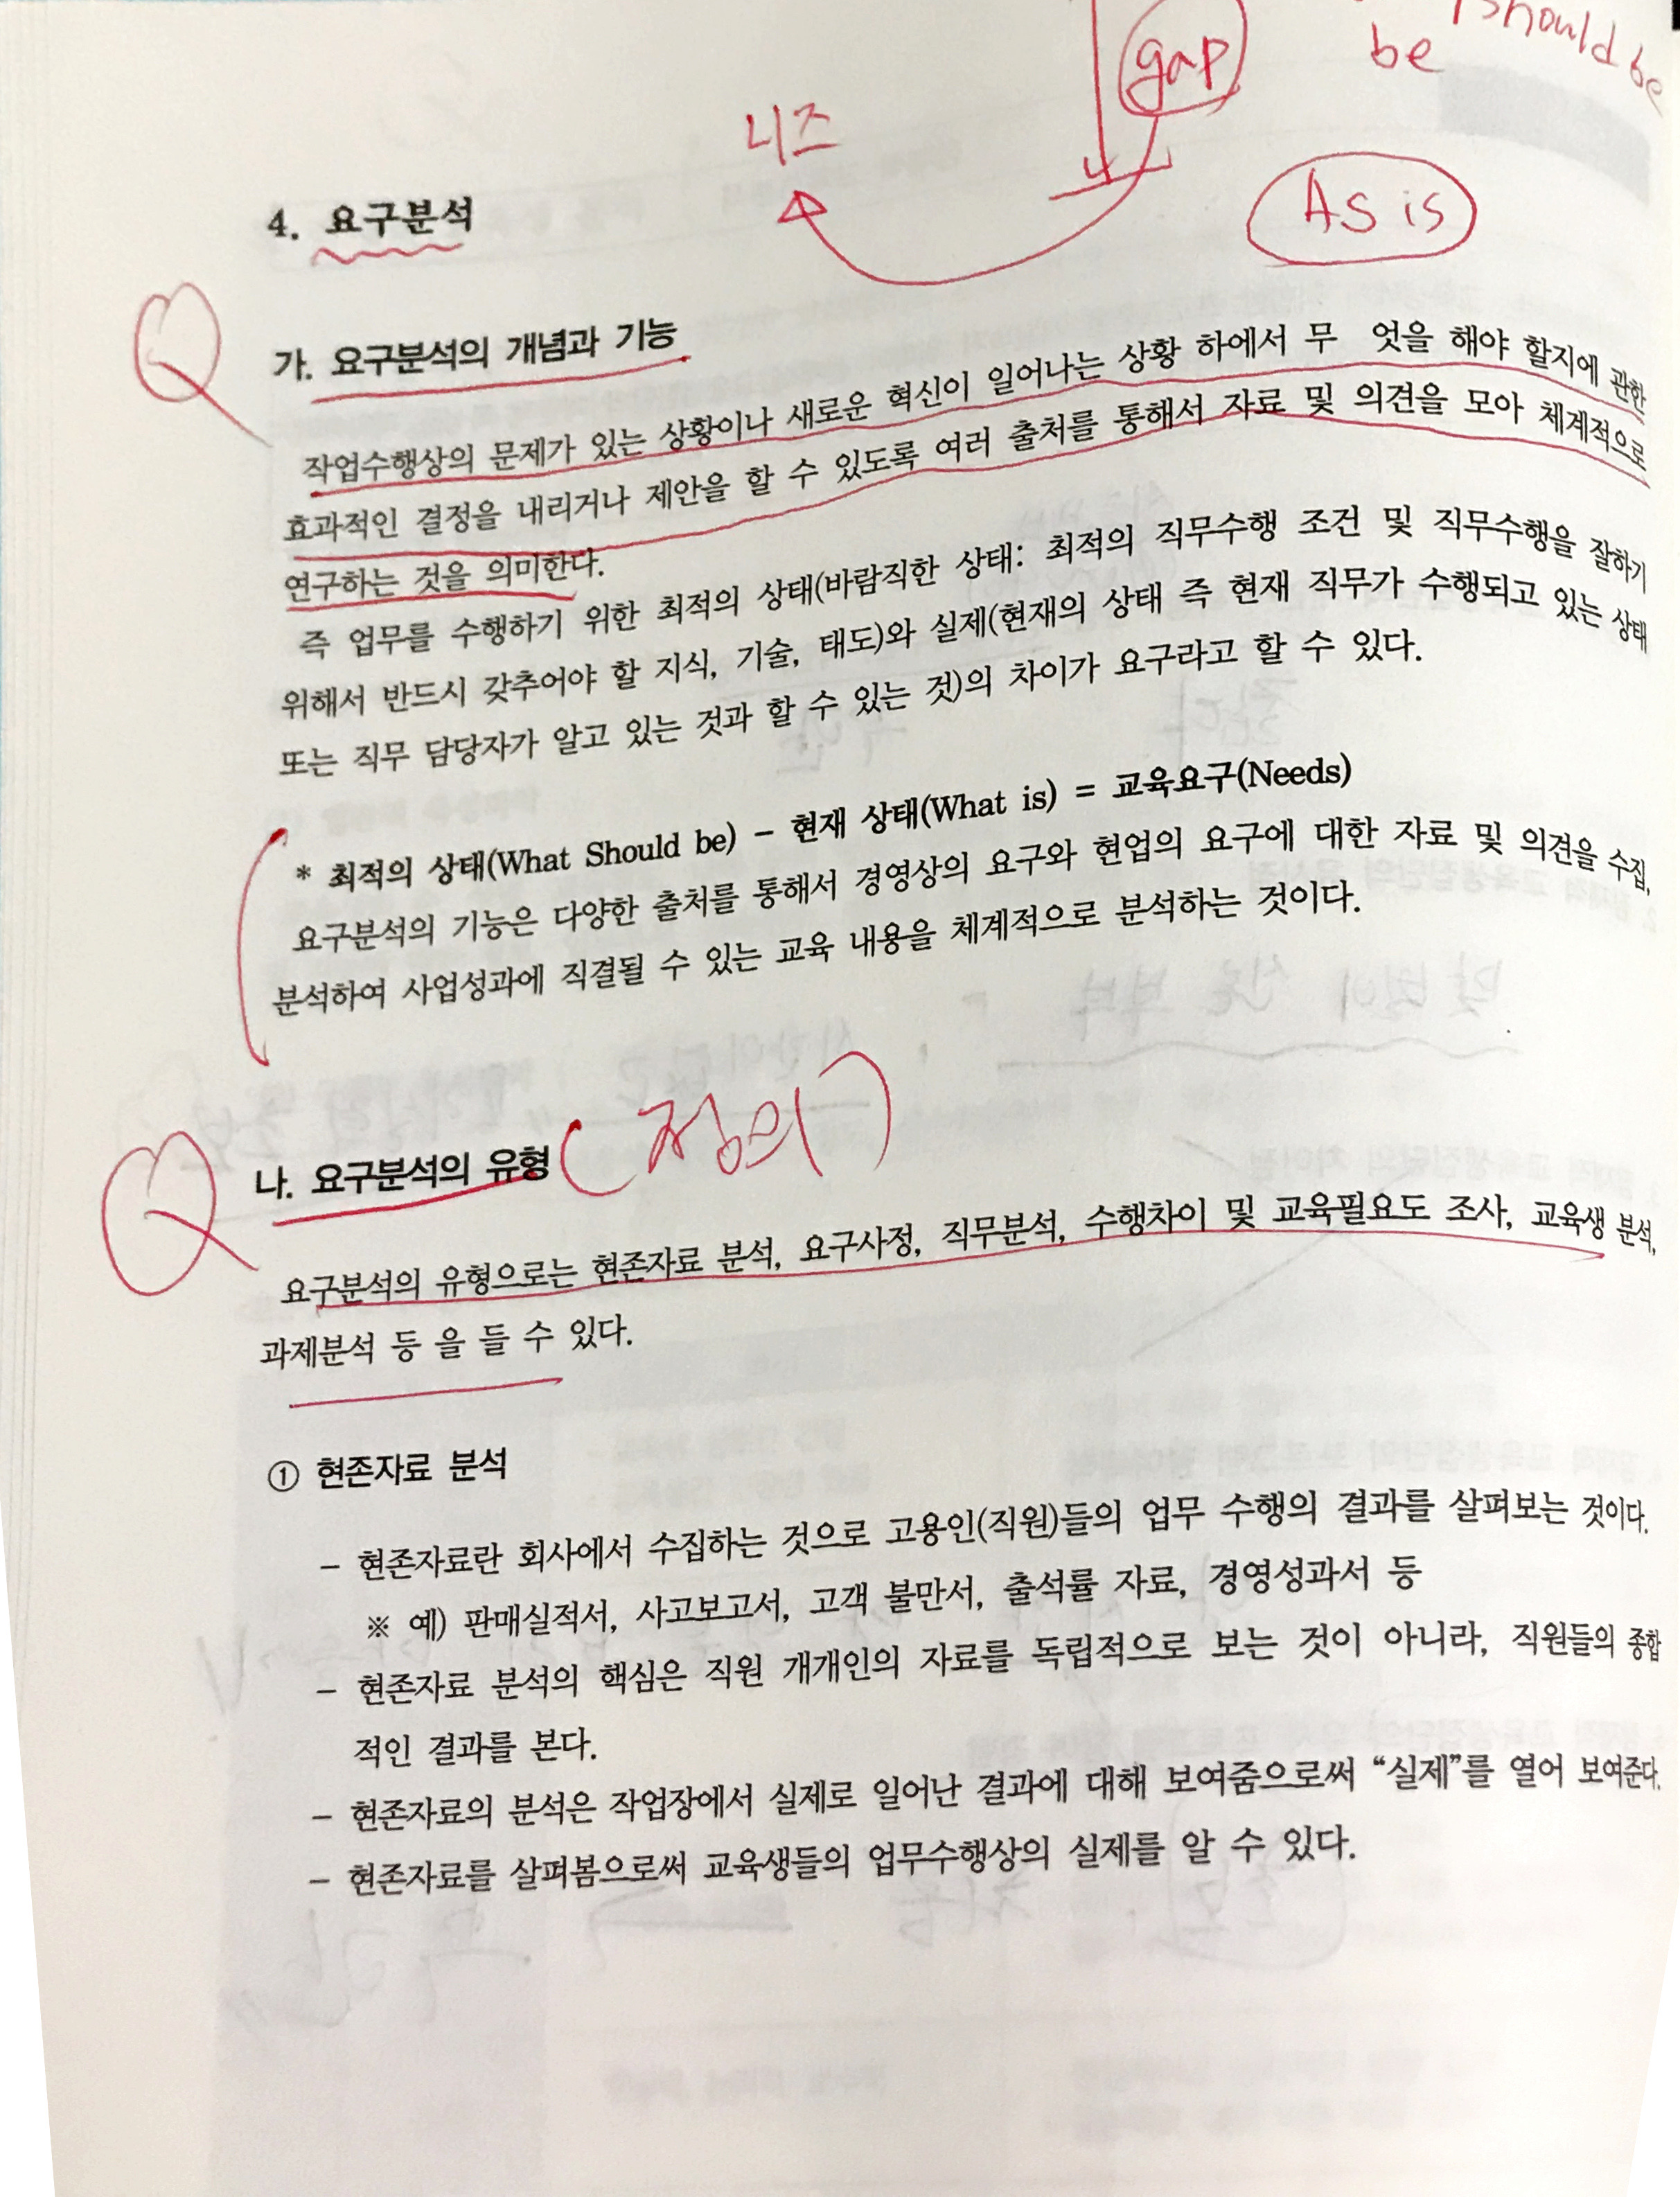 should be
be
gap
니즈
As is
4. 요구분석
Q
가. 요구분석의 개념과 기능
작업수행상의 문제가 있는 상황이나 새로운 혁신이 일어나는 상황 하에서 무 엇을 해야 할지에 관한
효과적인 결정을 내리거나 제안을 할 수 있도록 여러 출처를 통해서 자료 및 의견을 모아 체계적으로
연구하는 것을 의미한다.
즉 업무를 수행하기 위한 최적의 상태(바람직한 상태: 최적의 직무수행 조건 및 직무수행을 잘하기
위해서 반드시 갖추어야 할 지식, 기술, 태도)와 실제(현재의 상태 즉 현재 직무가 수행되고 있는 상태
또는 직무 담당자가 알고 있는 것과 할 수 있는 것)의 차이가 요구라고 할 수 있다.
* 최적의 상태(What Should be) - 현재 상태(What is) = 교육요구(Needs)
요구분석의 기능은 다양한 출처를 통해서 경영상의 요구와 현업의 요구에 대한 자료 및 의견을 수집,
분석하여 사업성과에 직결될 수 있는 교육 내용을 체계적으로 분석하는 것이다.
Q
나. 요구분석의 유형 (정의)
요구분석의 유형으로는 현존자료 분석, 요구사정, 직무분석, 수행차이 및 교육필요도 조사, 교육생 분석,
과제분석 등 을 들 수 있다.
① 현존자료 분석
- 현존자료란 회사에서 수집하는 것으로 고용인(직원)들의 업무 수행의 결과를 살펴보는 것이다.
※ 예) 판매실적서, 사고보고서, 고객 불만서, 출석률 자료, 경영성과서 등
- 현존자료 분석의 핵심은 직원 개개인의 자료를 독립적으로 보는 것이 아니라, 직원들의 종합
적인 결과를 본다.
- 현존자료의 분석은 작업장에서 실제로 일어난 결과에 대해 보여줌으로써 “실제”를 열어 보여준다.
- 현존자료를 살펴봄으로써 교육생들의 업무수행상의 실제를 알 수 있다.